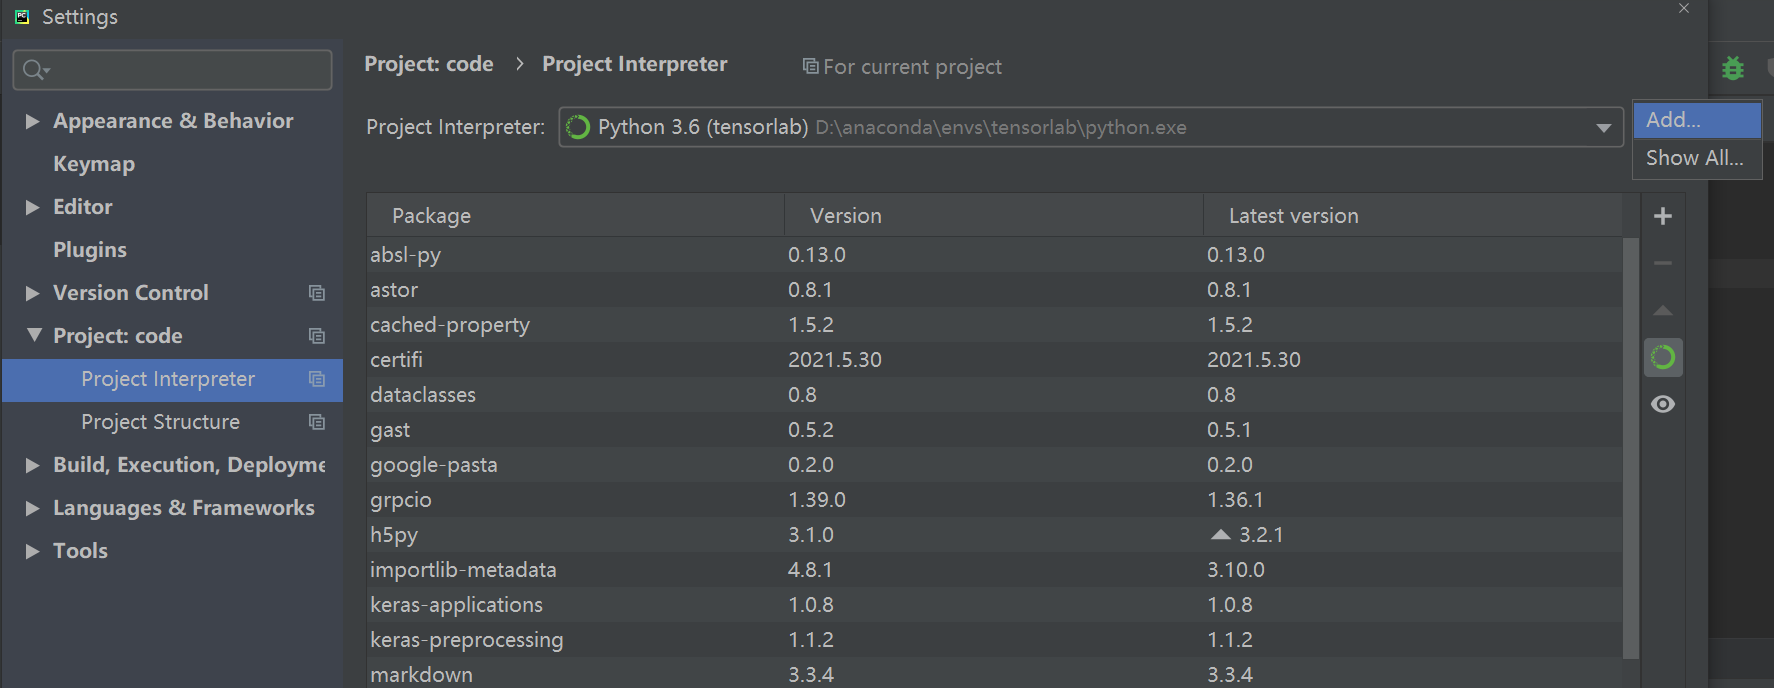 Settings
Project: code › Project Interpreter For current project
Project Interpreter: Python 3.6 (tensorlab) D:\anaconda\envs\tensorlab\python.exe
Add...
Show All...
Appearance & Behavior
Keymap
Editor
Plugins
Version Control
Project: code
Project Interpreter
Project Structure
Build, Execution, Deployme
Languages & Frameworks
Tools
Package Version Latest version
absl-py 0.13.0 0.13.0
astor 0.8.1 0.8.1
cached-property 1.5.2 1.5.2
certifi 2021.5.30 2021.5.30
dataclasses 0.8 0.8
gast 0.5.2 0.5.1
google-pasta 0.2.0 0.2.0
grpcio 1.39.0 1.36.1
h5py 3.1.0 3.2.1
importlib-metadata 4.8.1 3.10.0
keras-applications 1.0.8 1.0.8
keras-preprocessing 1.1.2 1.1.2
markdown 3.3.4 3.3.4